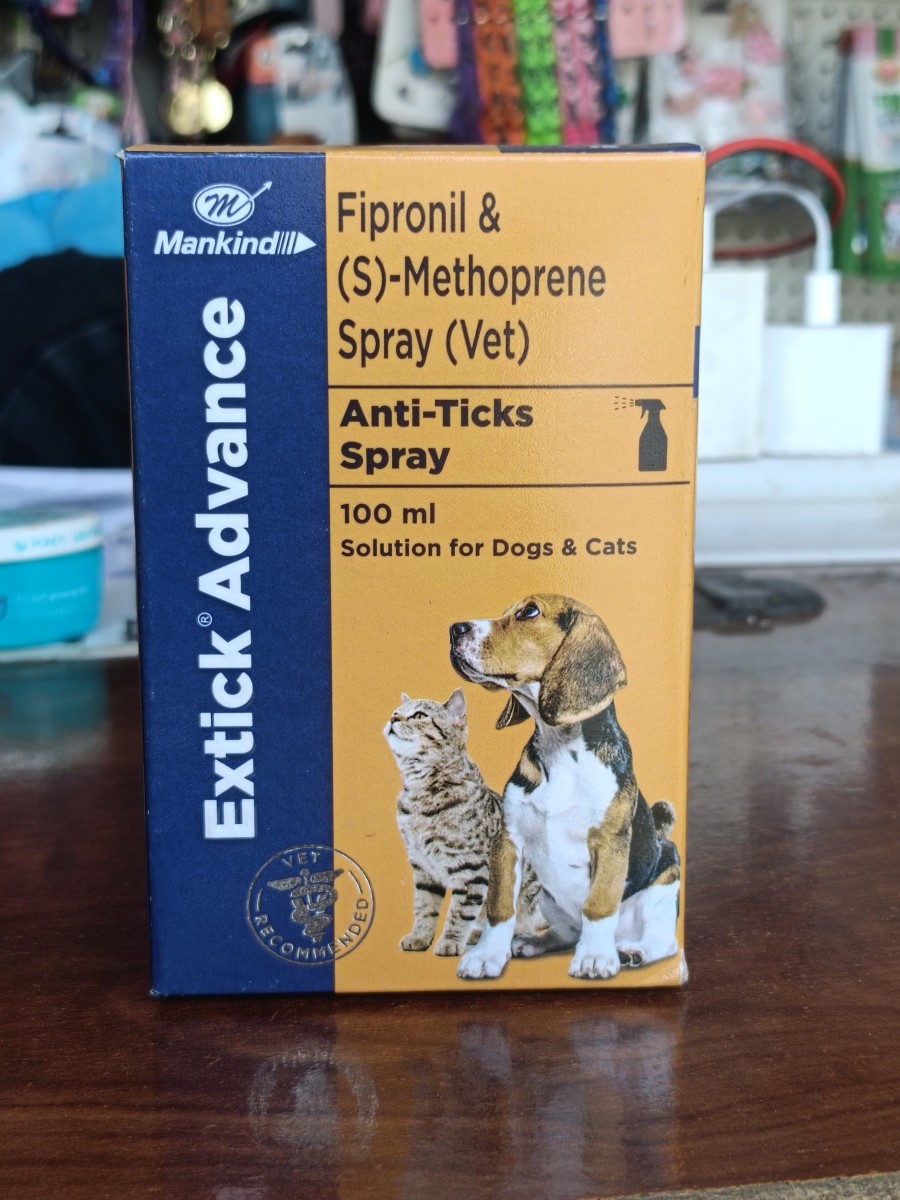 Mankind
Extick® Advance
Fipronil &
(S)-Methoprene
Spray (Vet)
Anti-Ticks
Spray
100 ml
Solution for Dogs & Cats
VET
RECOMMENDED